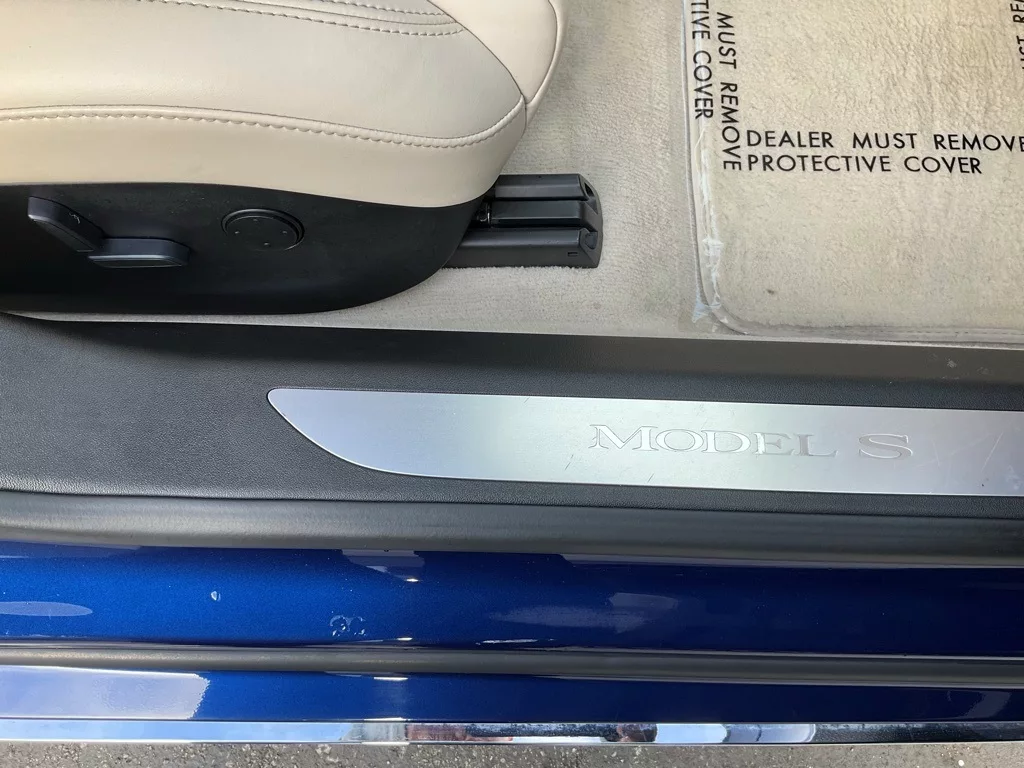 MUST REMOVE
TIVE COVER
DEALER MUST REMOVE
PROTECTIVE COVER
MODEL S